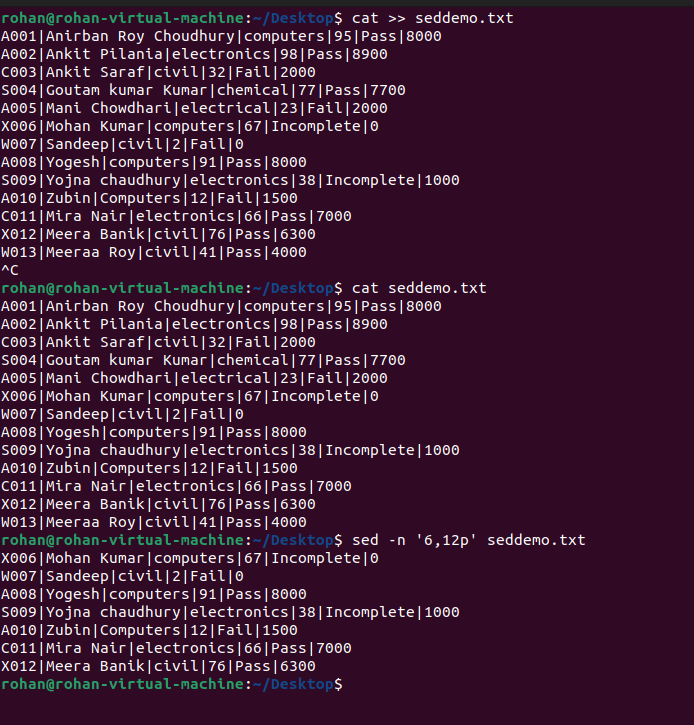 rohan@rohan-virtual-machine:~/Desktop$ cat >> seddemo.txt
A001|Anirban Roy Choudhury|computers|95|Pass|8000
A002|Ankit Pilania|electronics|98|Pass|8900
C003|Ankit Saraf|civil|32|Fail|2000
S004|Goutam kumar Kumar|chemical|77|Pass|7700
A005|Mani Chowdhari|electrical|23|Fail|2000
X006|Mohan Kumar|computers|67|Incomplete|0
W007|Sandeep|civil|2|Fail|0
A008|Yogesh|computers|91|Pass|8000
S009|Yojna chaudhury|electronics|38|Incomplete|1000
A010|Zubin|Computers|12|Fail|1500
C011|Mira Nair|electronics|66|Pass|7000
X012|Meera Banik|civil|76|Pass|6300
W013|Meeraa Roy|civil|41|Pass|4000
^C
rohan@rohan-virtual-machine:~/Desktop$ cat seddemo.txt
A001|Anirban Roy Choudhury|computers|95|Pass|8000
A002|Ankit Pilania|electronics|98|Pass|8900
C003|Ankit Saraf|civil|32|Fail|2000
S004|Goutam kumar Kumar|chemical|77|Pass|7700
A005|Mani Chowdhari|electrical|23|Fail|2000
X006|Mohan Kumar|computers|67|Incomplete|0
W007|Sandeep|civil|2|Fail|0
A008|Yogesh|computers|91|Pass|8000
S009|Yojna chaudhury|electronics|38|Incomplete|1000
A010|Zubin|Computers|12|Fail|1500
C011|Mira Nair|electronics|66|Pass|7000
X012|Meera Banik|civil|76|Pass|6300
W013|Meeraa Roy|civil|41|Pass|4000
rohan@rohan-virtual-machine:~/Desktop$ sed -n '6,12p' seddemo.txt
X006|Mohan Kumar|computers|67|Incomplete|0
W007|Sandeep|civil|2|Fail|0
A008|Yogesh|computers|91|Pass|8000
S009|Yojna chaudhury|electronics|38|Incomplete|1000
A010|Zubin|Computers|12|Fail|1500
C011|Mira Nair|electronics|66|Pass|7000
X012|Meera Banik|civil|76|Pass|6300
rohan@rohan-virtual-machine:~/Desktop$